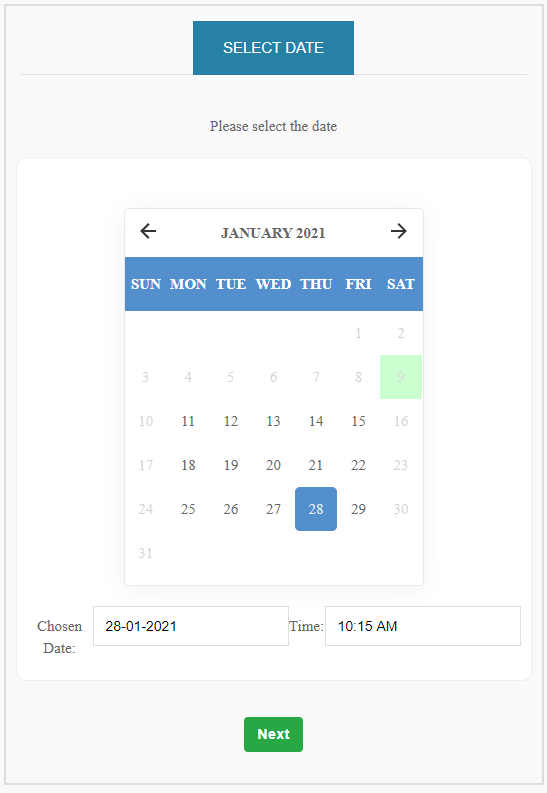 SELECT DATE
Please select the date
JANUARY 2021
SUN MON TUE WED THU FRI SAT
1 2
3 4 5 6 7 8 9
10 11 12 13 14 15 16
17 18 19 20 21 22 23
24 25 26 27 28 29 30
31
Chosen Date: 28-01-2021 Time: 10:15 AM
Next